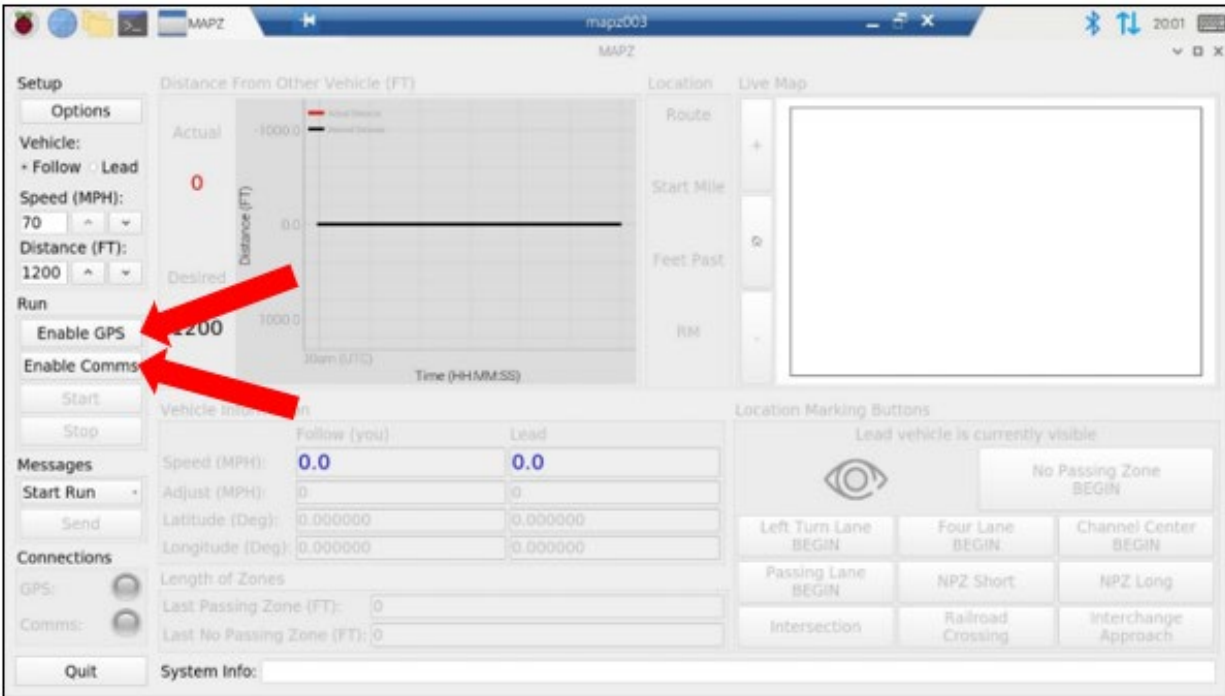 MAPZ
mapz003
20:01
MAPZ
Setup
Options
Vehicle:
Follow Lead
Speed (MPH):
70
Distance (FT):
1200
Run
Enable GPS
Enable Comms
Start
Stop
Messages
Start Run
Send
Connections
GPS:
Comms:
Quit
Distance From Other Vehicle (FT)
Actual
0
Desired
1200
Distance (FT)
-1000.0
0.0
1000.0
Actual Distance
Desired Distance
(UTC)
Time (HH:MM:SS)
Location
Route
Start Mile
Feet Past
RM
Live Map
+
-
Vehicle Information
Follow (you) Lead
Speed (MPH): 0.0 0.0
Adjust (MPH): 0 0
Latitude (Deg): 0.000000 0.000000
Longitude (Deg): 0.000000 0.000000
Length of Zones
Last Passing Zone (FT): 0
Last No Passing Zone (FT): 0
Location Marking Buttons
Lead vehicle is currently visible
No Passing Zone
BEGIN
Left Turn Lane
BEGIN
Four Lane
BEGIN
Channel Center
BEGIN
Passing Lane
BEGIN
NPZ Short
NPZ Long
Intersection
Railroad
Crossing
Interchange
Approach
System Info: